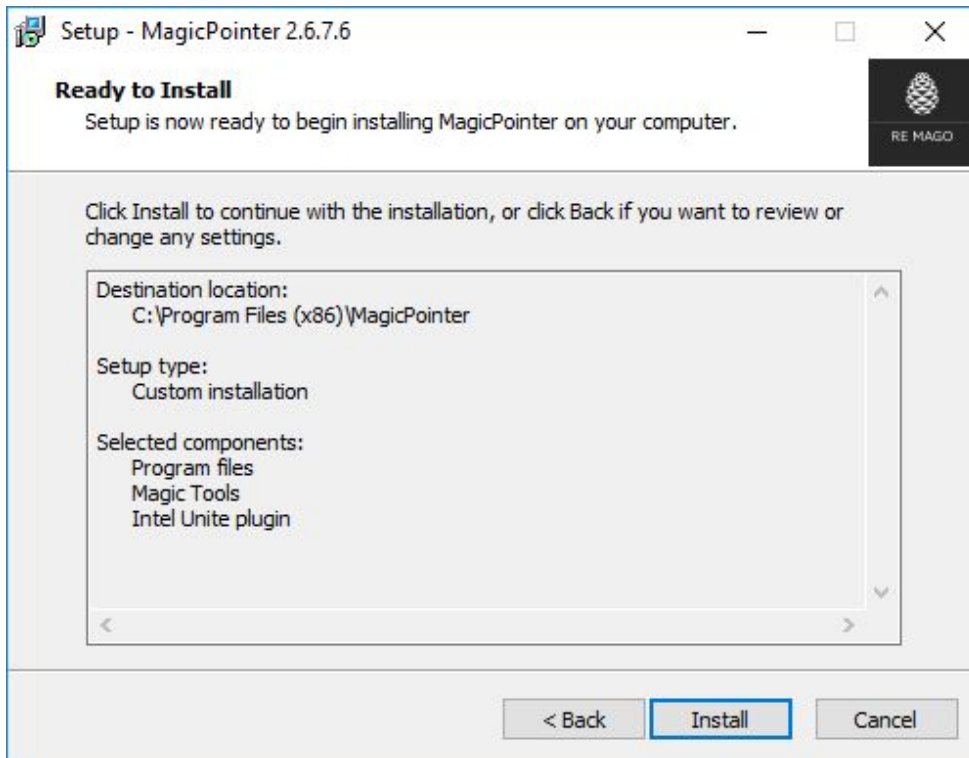 Setup - MagicPointer 2.6.7.6
Ready to Install
Setup is now ready to begin installing MagicPointer on your computer.
RE MAGO
Click Install to continue with the installation, or click Back if you want to review or
change any settings.
Destination location:
C:\Program Files (x86)\MagicPointer
Setup type:
Custom installation
Selected components:
Program files
Magic Tools
Intel Unite plugin
< Back
Install
Cancel